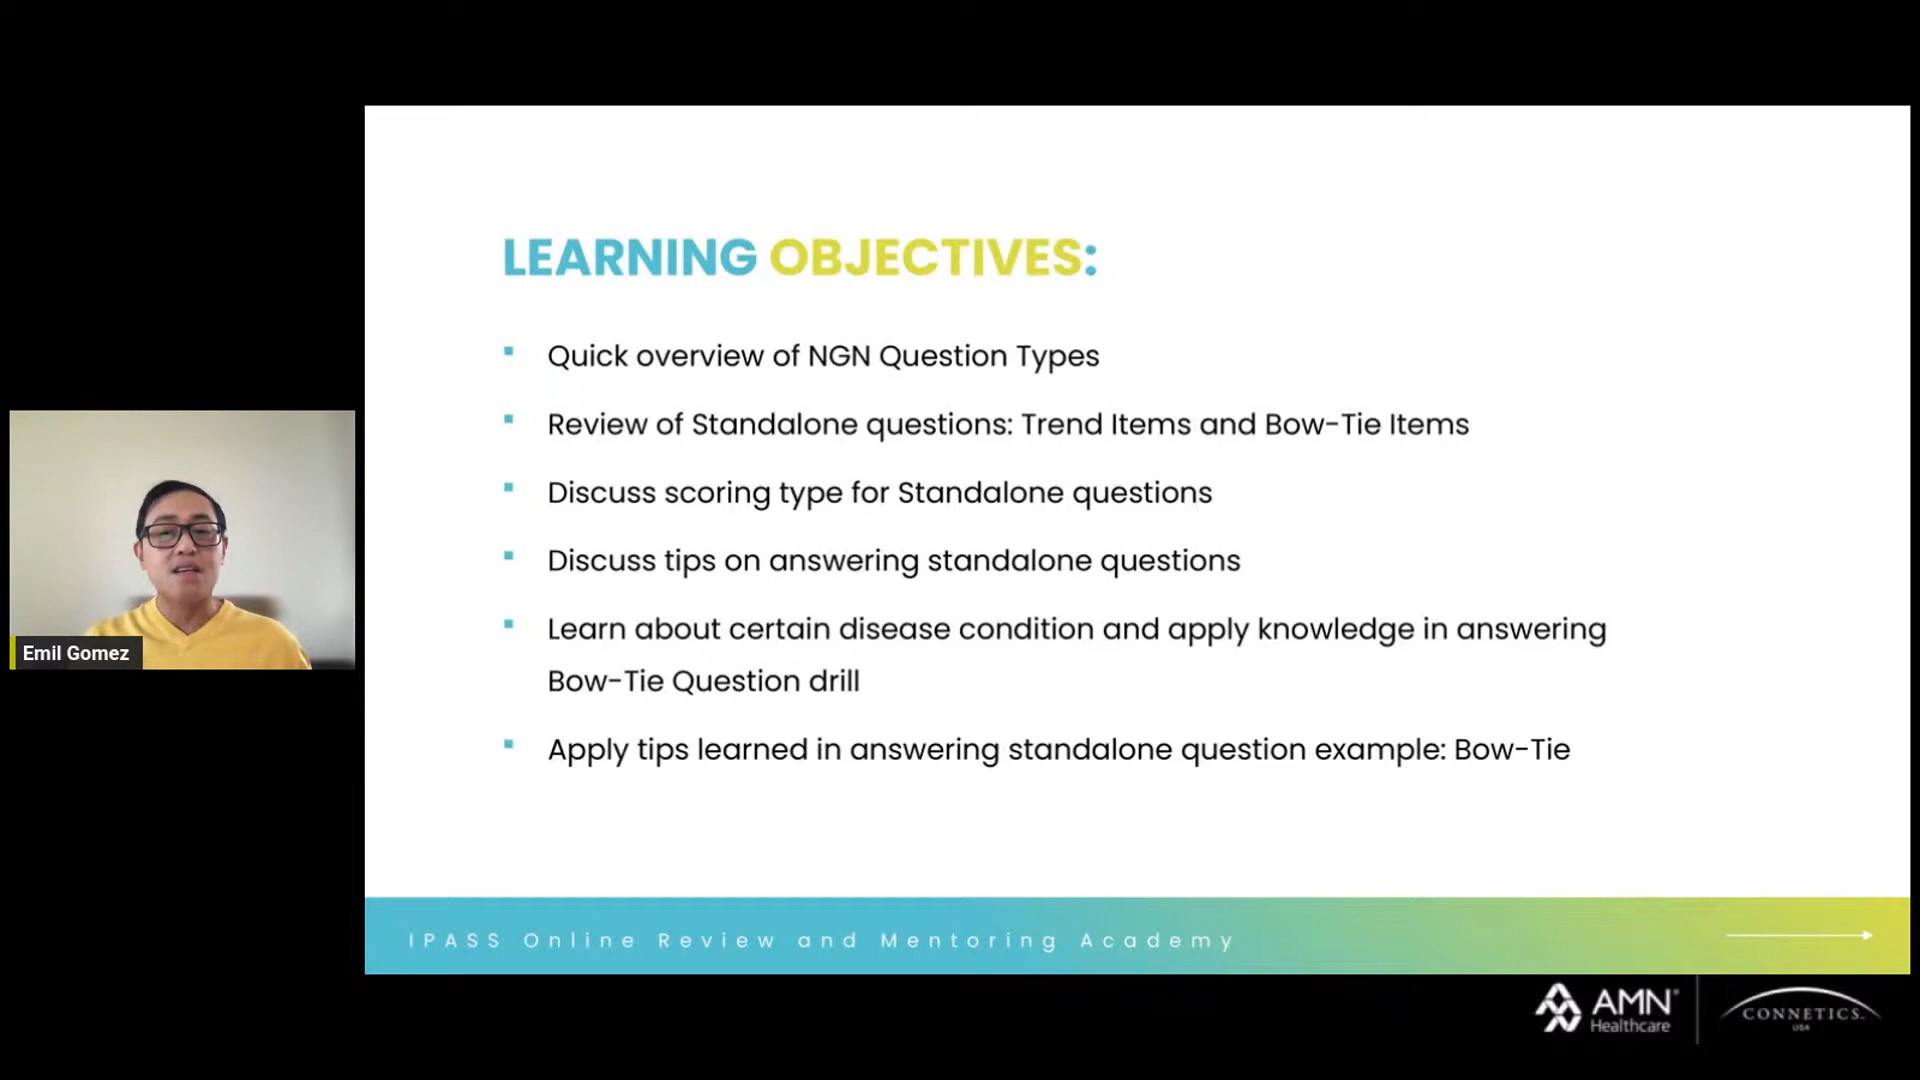 LEARNING OBJECTIVES:
Quick overview of NGN Question Types
Review of Standalone questions: Trend Items and Bow-Tie Items
Discuss scoring type for Standalone questions
Discuss tips on answering standalone questions
Learn about certain disease condition and apply knowledge in answering
Bow-Tie Question drill
Apply tips learned in answering standalone question example: Bow-Tie
Emil Gomez
IPASS Online Review and Mentoring Academy
AMN
Healthcare
CONNETICS
USA